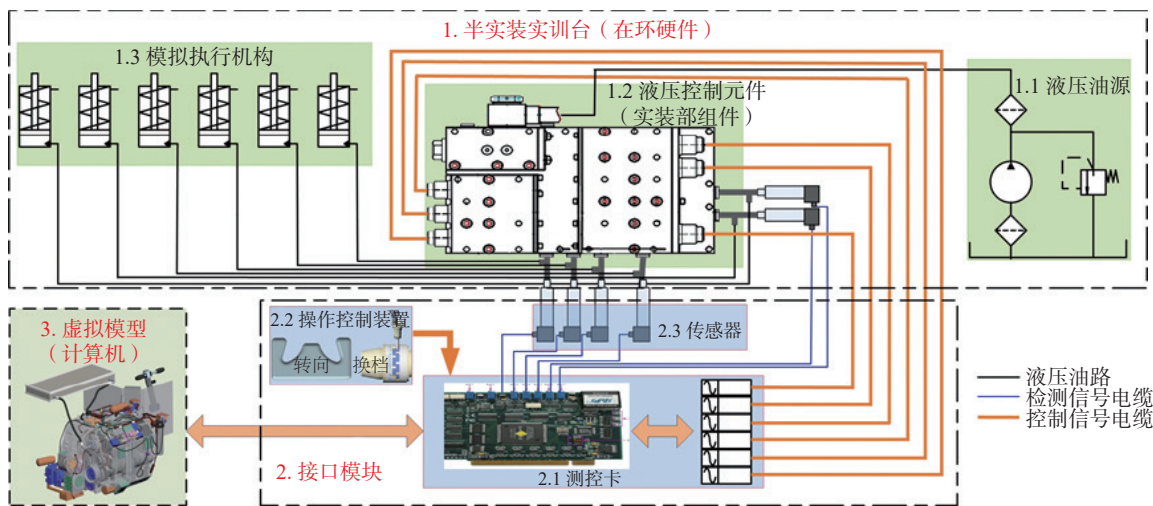 1. 半实装实训台（在环硬件）
1.3 模拟执行机构
1.2 液压控制元件
（实装部组件）
1.1 液压油源
3. 虚拟模型
（计算机）
2.2 操作控制装置
转向
换档
2.3 传感器
2.1 测控卡
2. 接口模块
液压油路
检测信号电缆
控制信号电缆